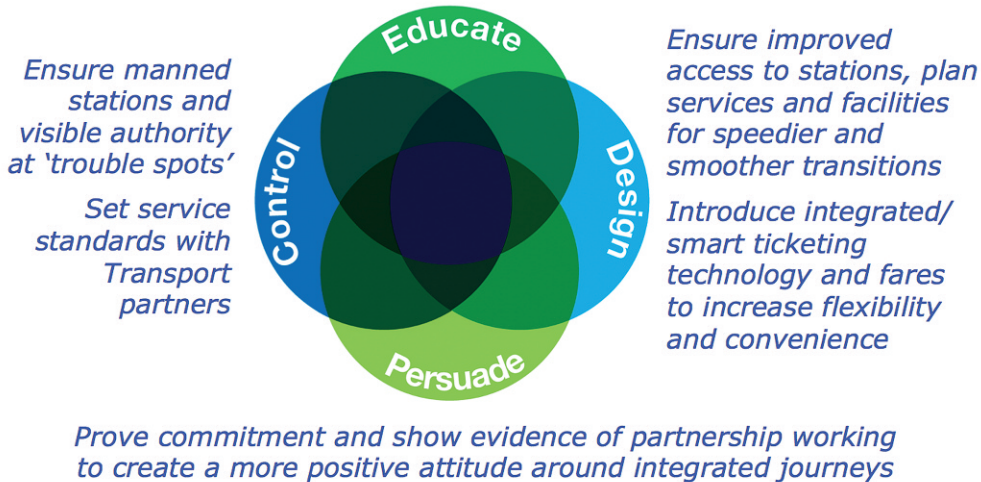 Educate
Ensure manned
stations and
visible authority
at ‘trouble spots’
Set service
standards with
Transport
partners
Control
Design
Ensure improved
access to stations, plan
services and facilities
for speedier and
smoother transitions
Introduce integrated/
smart ticketing
technology and fares
to increase flexibility
and convenience
Persuade
Prove commitment and show evidence of partnership working
to create a more positive attitude around integrated journeys